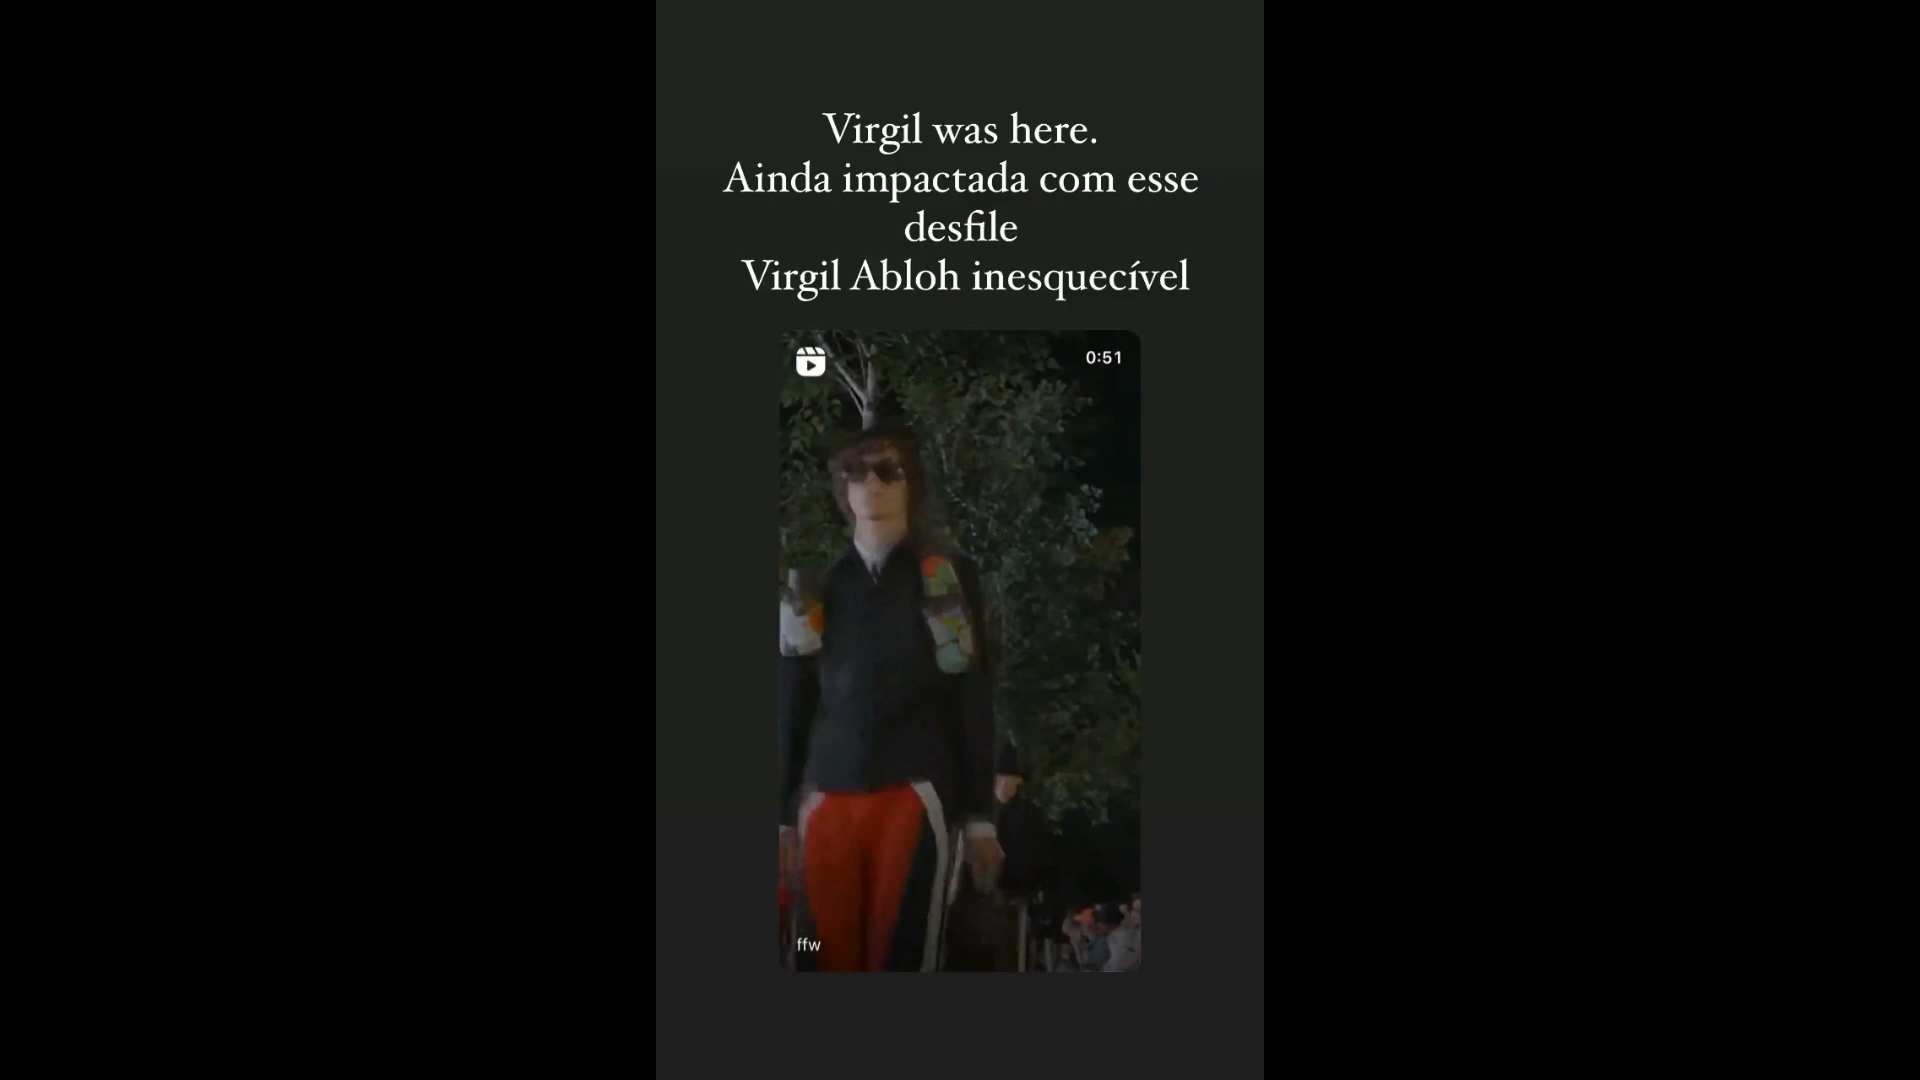 Virgil was here.
Ainda impactada com esse
desfile
Virgil Abloh inesquecível
0:51
ffw